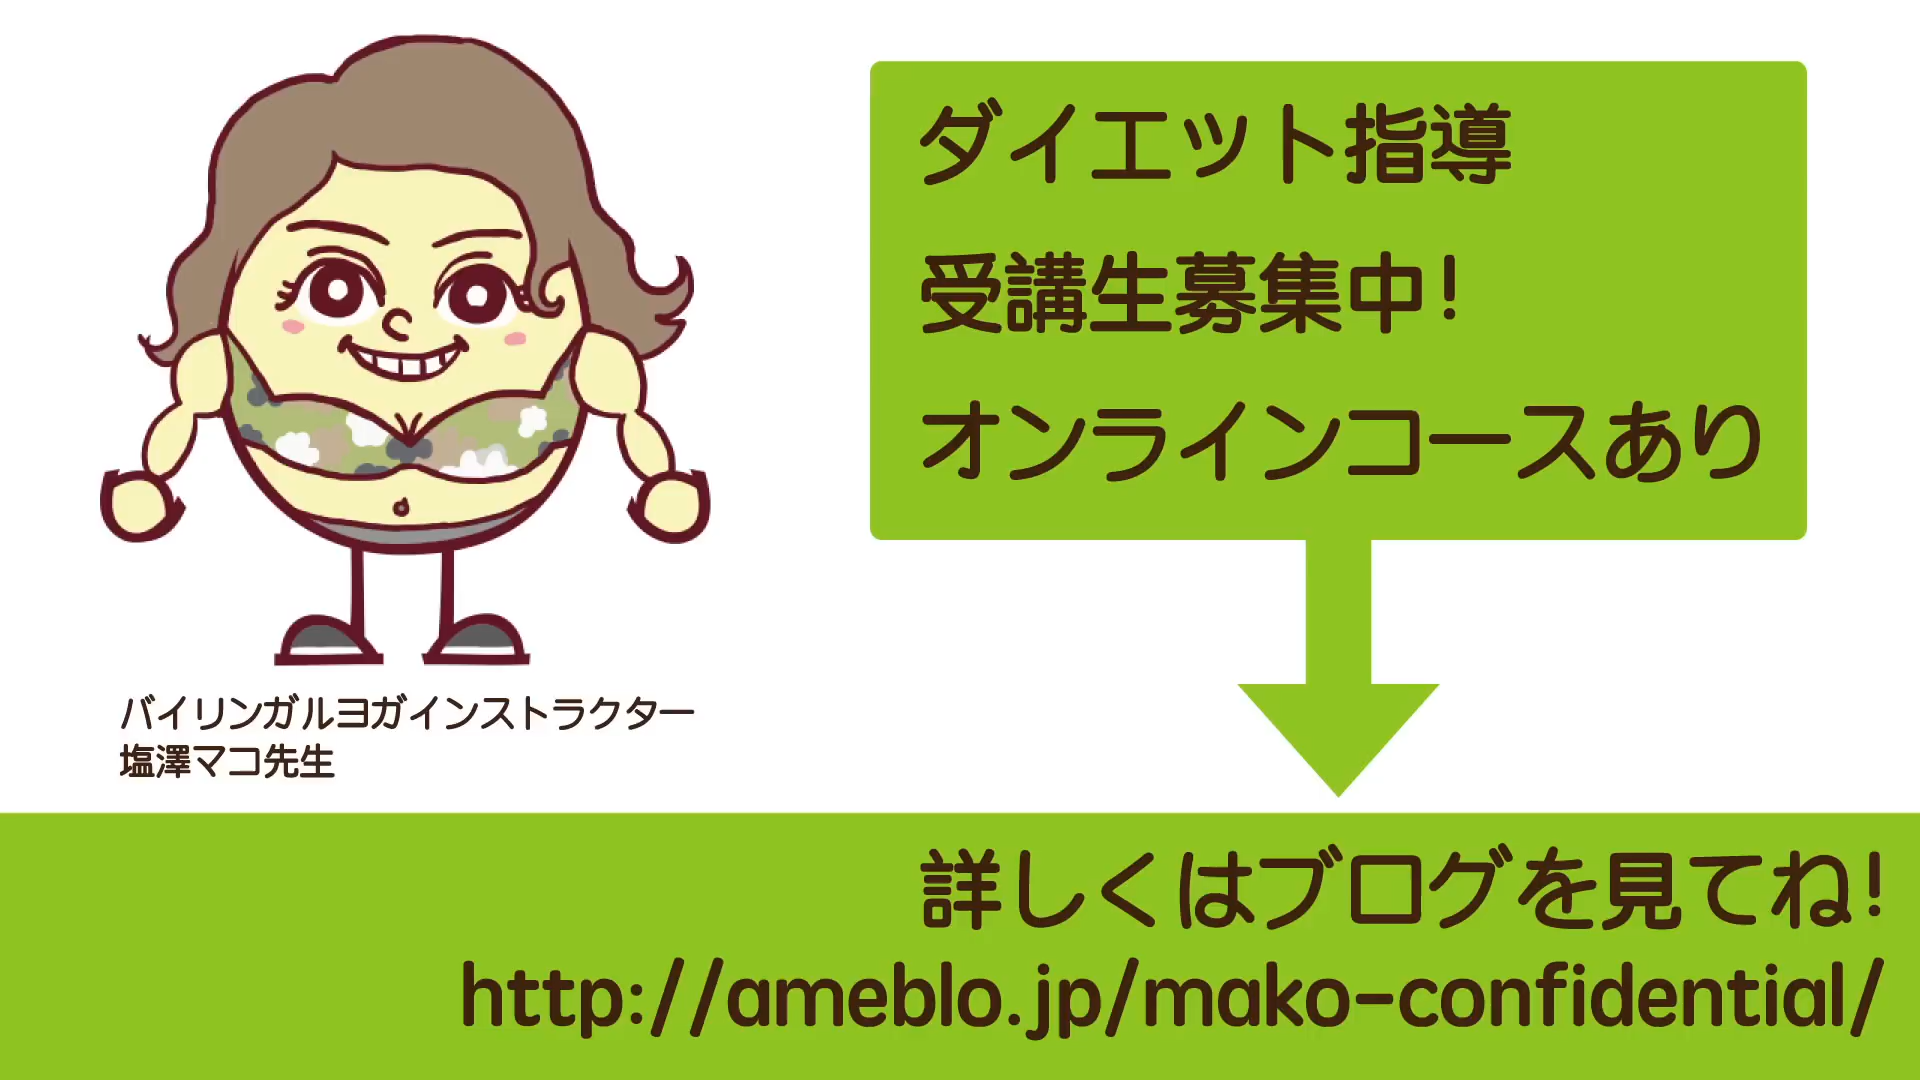 ダイエット指導
受講生募集中!
オンラインコースあり
バイリンガルヨガインストラクター
塩澤マコ先生
詳しくはブログを見てね!
http://ameblo.jp/mako-confidential/